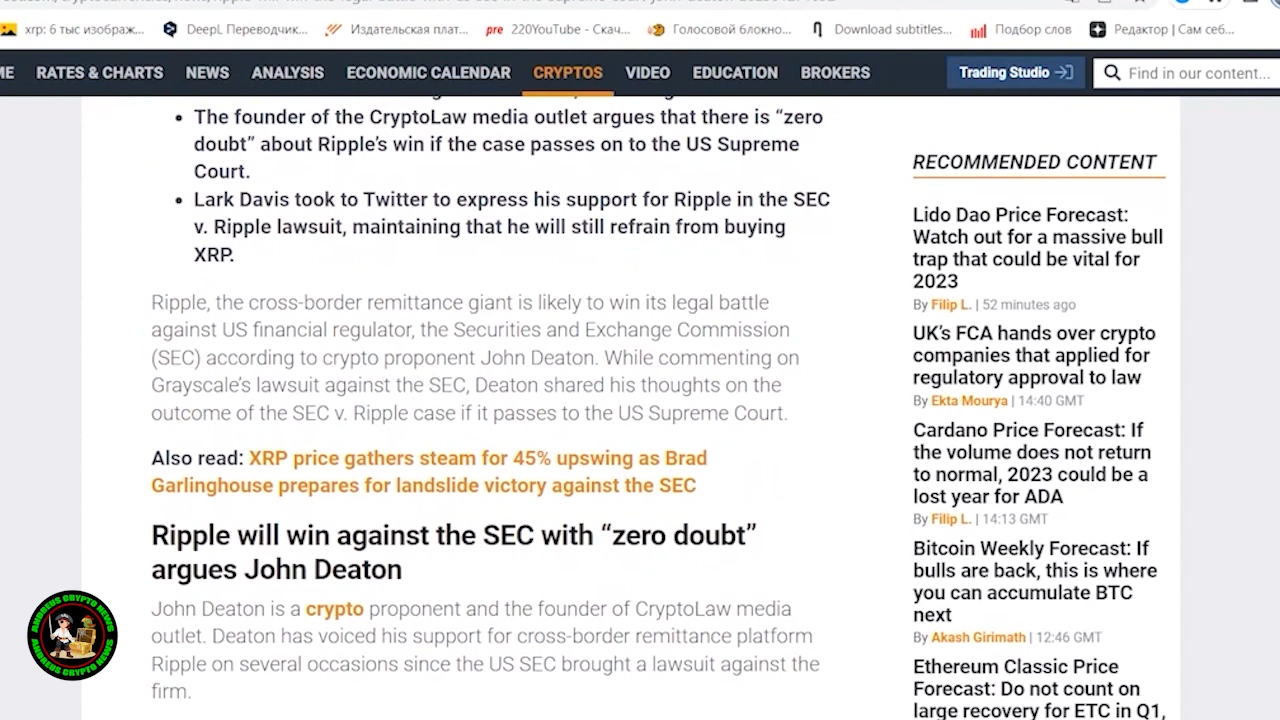 xrp: 6 тыс изображ...
DeepL Переводчик...
Издательская плат...
pre 220YouTube - Скач...
Голосовой блокно...
Download subtitles...
Подбор слов
Редактор | Сам себ...
ME RATES & CHARTS NEWS ANALYSIS ECONOMIC CALENDAR CRYPTOS VIDEO EDUCATION BROKERS
Trading Studio
Find in our content...
The founder of the CryptoLaw media outlet argues that there is “zero
doubt” about Ripple’s win if the case passes on to the US Supreme
Court.
Lark Davis took to Twitter to express his support for Ripple in the SEC
v. Ripple lawsuit, maintaining that he will still refrain from buying
XRP.
Ripple, the cross-border remittance giant is likely to win its legal battle
against US financial regulator, the Securities and Exchange Commission
(SEC) according to crypto proponent John Deaton. While commenting on
Grayscale’s lawsuit against the SEC, Deaton shared his thoughts on the
outcome of the SEC v. Ripple case if it passes to the US Supreme Court.
Also read: XRP price gathers steam for 45% upswing as Brad
Garlinghouse prepares for landslide victory against the SEC
Ripple will win against the SEC with “zero doubt”
argues John Deaton
John Deaton is a crypto proponent and the founder of CryptoLaw media
outlet. Deaton has voiced his support for cross-border remittance platform
Ripple on several occasions since the US SEC brought a lawsuit against the
firm.
RECOMMENDED CONTENT
Lido Dao Price Forecast:
Watch out for a massive bull
trap that could be vital for
2023
By Filip L. | 52 minutes ago
UK’s FCA hands over crypto
companies that applied for
regulatory approval to law
By Ekta Mourya | 14:40 GMT
Cardano Price Forecast: If
the volume does not return
to normal, 2023 could be a
lost year for ADA
By Filip L. | 14:13 GMT
Bitcoin Weekly Forecast: If
bulls are back, this is where
you can accumulate BTC
next
By Akash Girimath | 12:46 GMT
Ethereum Classic Price
Forecast: Do not count on
large recovery for ETC in Q1,
ANDREUS CRYPTO NEWS
ANDREUS CRYPTO NEWS